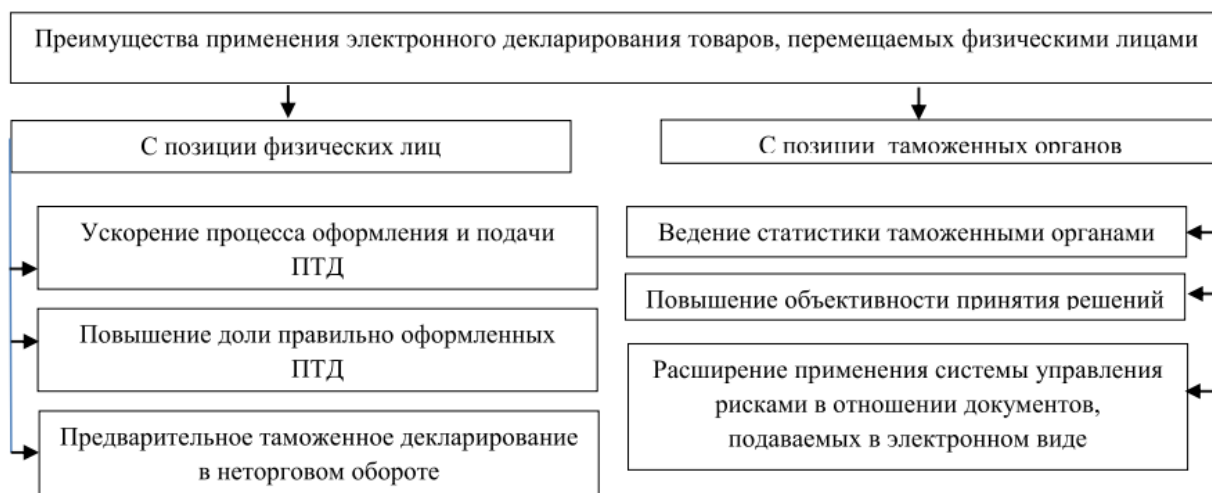 Преимущества применения электронного декларирования товаров, перемещаемых физическими лицами
С позиции физических лиц
Ускорение процесса оформления и подачи
ПТД
Повышение доли правильно оформленных
ПТД
Предварительное таможенное декларирование
в неторговом обороте
С позиции таможенных органов
Ведение статистики таможенными органами
Повышение объективности принятия решений
Расширение применения системы управления
рисками в отношении документов,
подаваемых в электронном виде